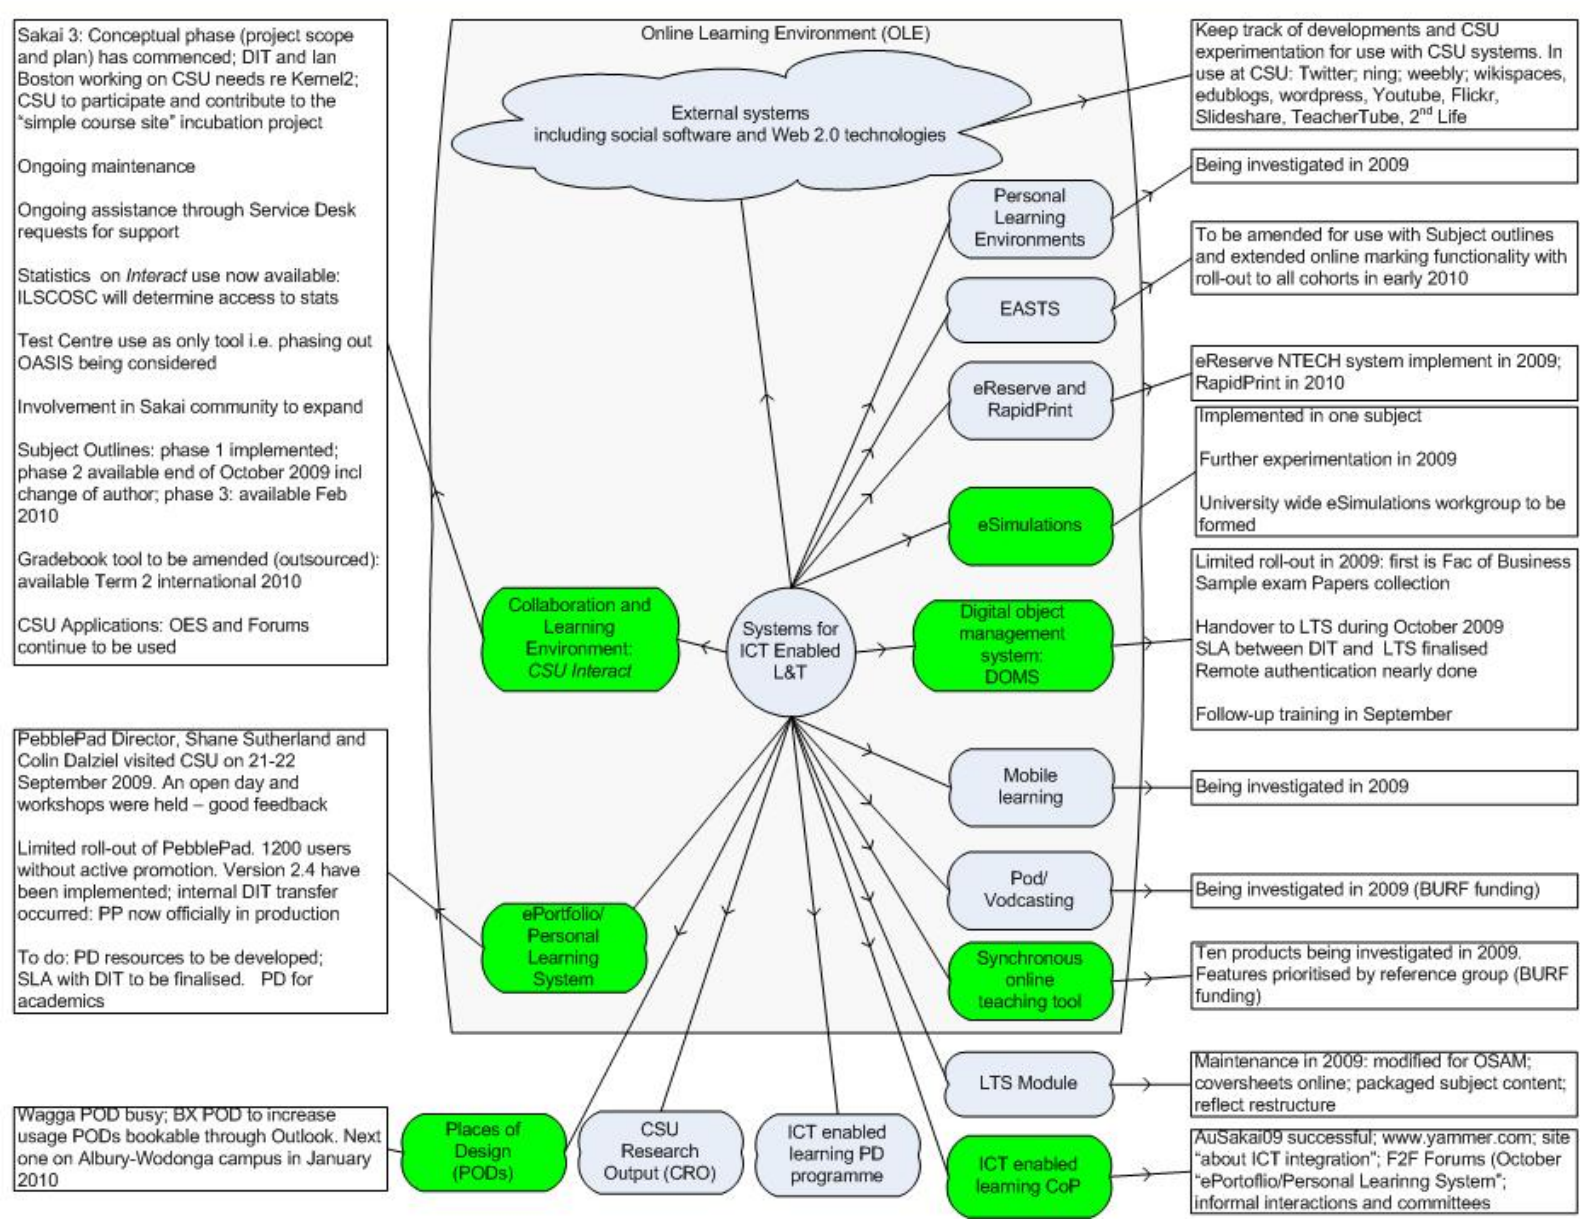 Sakai 3: Conceptual phase (project scope
and plan) has commenced; DIT and Ian
Boston working on CSU needs re Kernel2;
CSU to participate and contribute to the
“simple course site” incubation project
Ongoing maintenance
Ongoing assistance through Service Desk
requests for support
Statistics on Interact use now available:
ILSCOSC will determine access to stats
Test Centre use as only tool i.e. phasing out
OASIS being considered
Involvement in Sakai community to expand
Subject Outlines: phase 1 implemented;
phase 2 available end of October 2009 incl
change of author; phase 3: available Feb
2010
Gradebook tool to be amended (outsourced):
available Term 2 international 2010
CSU Applications: OES and Forums
continue to be used
PebblePad Director, Shane Sutherland and
Colin Dalziel visited CSU on 21-22
September 2009. An open day and
workshops were held – good feedback
Limited roll-out of PebblePad. 1200 users
without active promotion. Version 2.4 have
been implemented; internal DIT transfer
occurred: PP now officially in production
To do: PD resources to be developed;
SLA with DIT to be finalised. PD for
academics
Wagga POD busy; BX POD to increase
usage PODs bookable through Outlook. Next
one on Albury-Wodonga campus in January
2010
Online Learning Environment (OLE)
External systems
including social software and Web 2.0 technologies
Personal
Learning
Environments
EASTS
eReserve and
RapidPrint
eSimulations
Collaboration and
Learning
Environment:
CSU Interact
Systems for
ICT Enabled
L&T
Digital object
management
system:
DOMS
Mobile
learning
Pod/
Vodcasting
ePortfolio/
Personal
Learning
System
Synchronous
online
teaching tool
LTS Module
Places of
Design
(PODs)
CSU
Research
Output (CRO)
ICT enabled
learning PD
programme
ICT enabled
learning CoP
Keep track of developments and CSU
experimentation for use with CSU systems. In
use at CSU: Twitter; ning; weebly; wikispaces,
edublogs, wordpress, Youtube, Flickr,
Slideshare, TeacherTube, 2nd Life
Being investigated in 2009
To be amended for use with Subject outlines
and extended online marking functionality with
roll-out to all cohorts in early 2010
eReserve NTECH system implement in 2009;
RapidPrint in 2010
Implemented in one subject
Further experimentation in 2009
University wide eSimulations workgroup to be
formed
Limited roll-out in 2009: first is Fac of Business
Sample exam Papers collection
Handover to LTS during October 2009
SLA between DIT and LTS finalised
Remote authentication nearly done
Follow-up training in September
Being investigated in 2009
Being investigated in 2009 (BURF funding)
Ten products being investigated in 2009.
Features prioritised by reference group (BURF
funding)
Maintenance in 2009: modified for OSAM;
coversheets online; packaged subject content;
reflect restructure
AuSakai09 successful; www.yammer.com; site
“about ICT integration”; F2F Forums (October
“ePortoflio/Personal Learinng System”;
informal interactions and committees